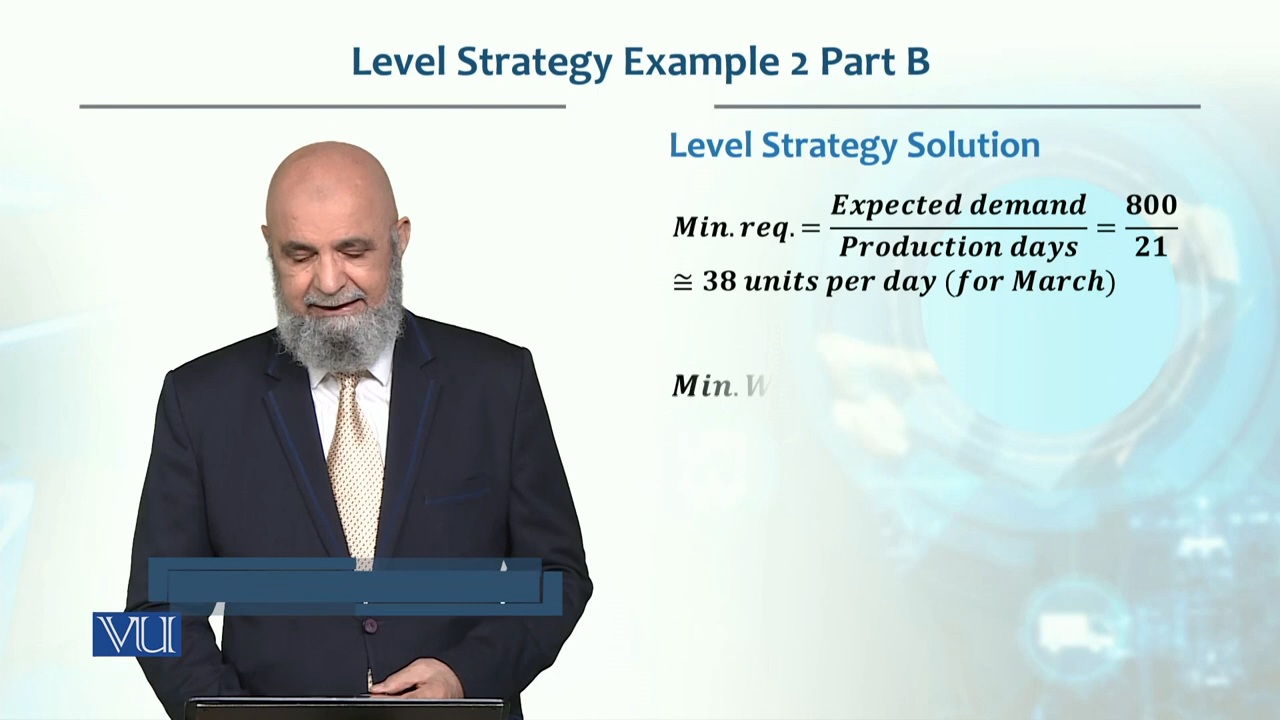 Level Strategy Example 2 Part B
Level Strategy Solution
Min. req. = Expected demand / Production days = 800 / 21
≅ 38 units per day (for March)
Min. W
VU